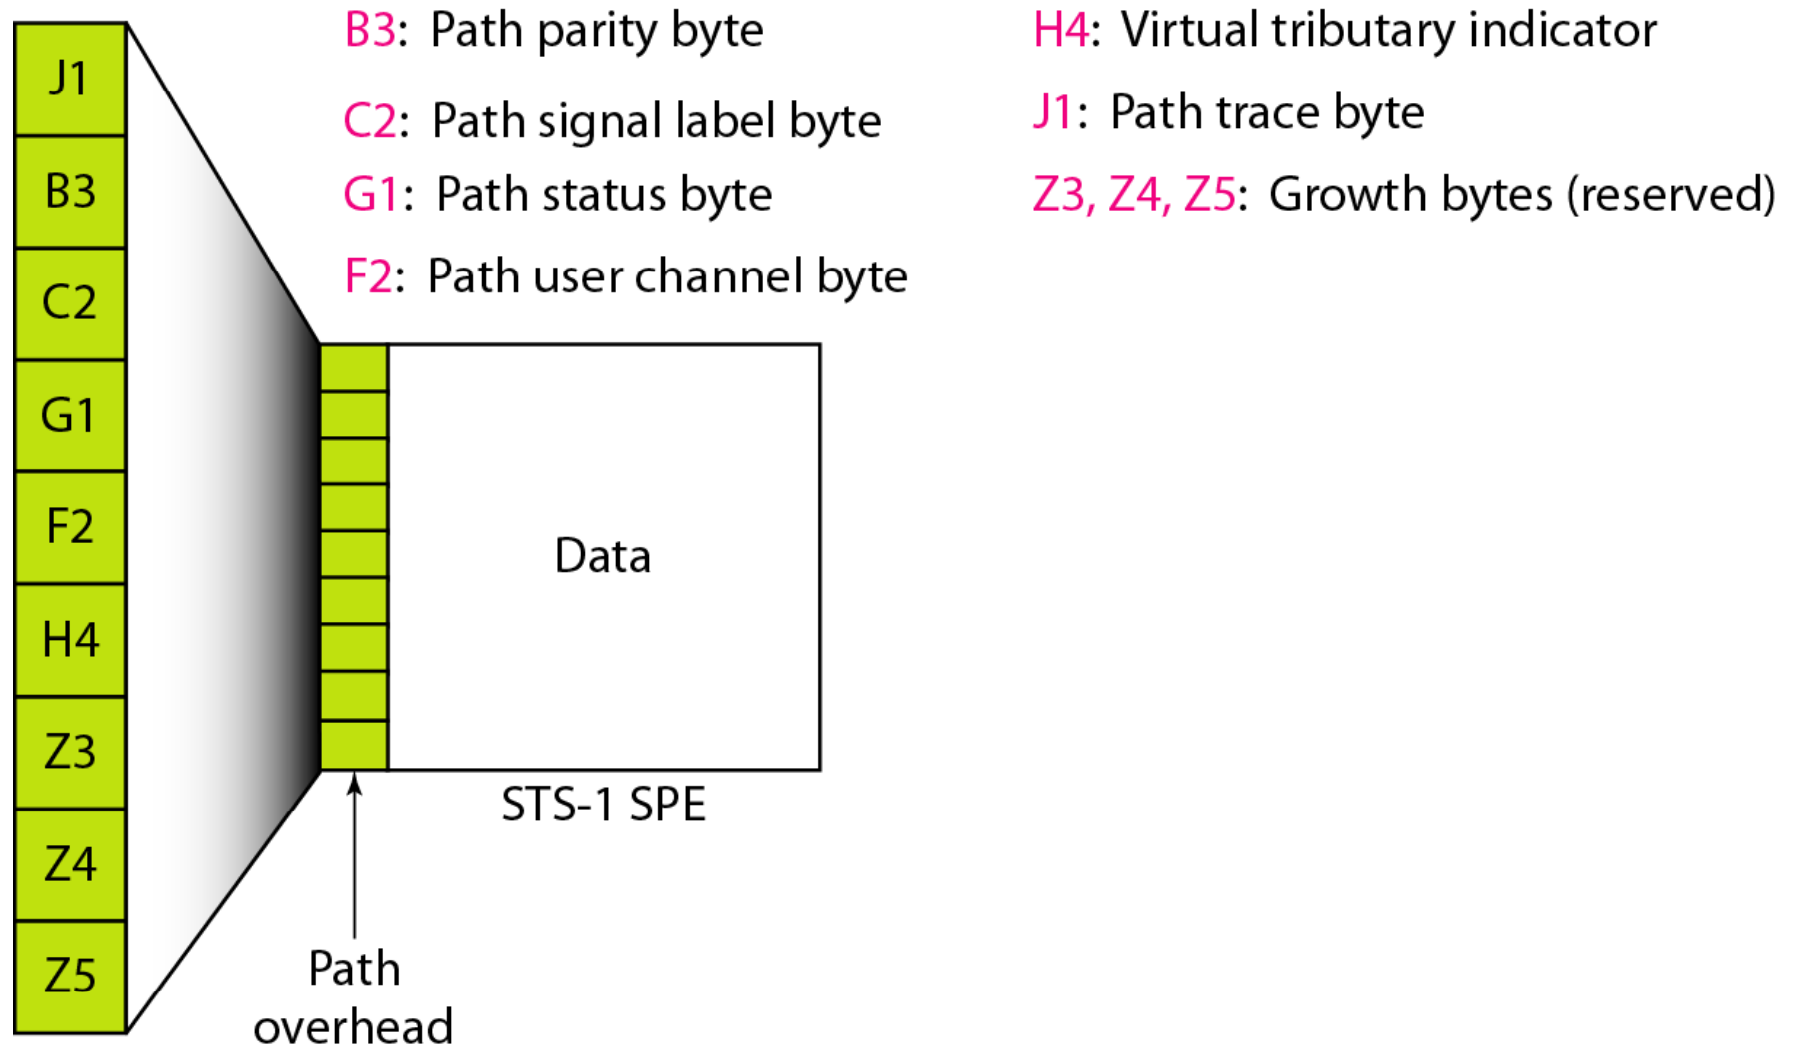 B3: Path parity byte
C2: Path signal label byte
G1: Path status byte
F2: Path user channel byte
H4: Virtual tributary indicator
J1: Path trace byte
Z3, Z4, Z5: Growth bytes (reserved)
J1
B3
C2
G1
F2
H4
Z3
Z4
Z5
Data
STS-1 SPE
Path
overhead